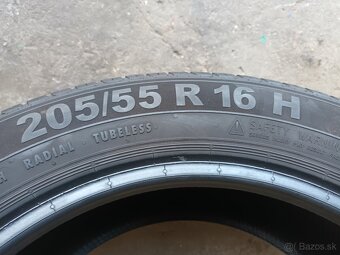 205/55 R 16 H
RADIAL TUBELESS
SAFETY WARNING
Bazos.sk